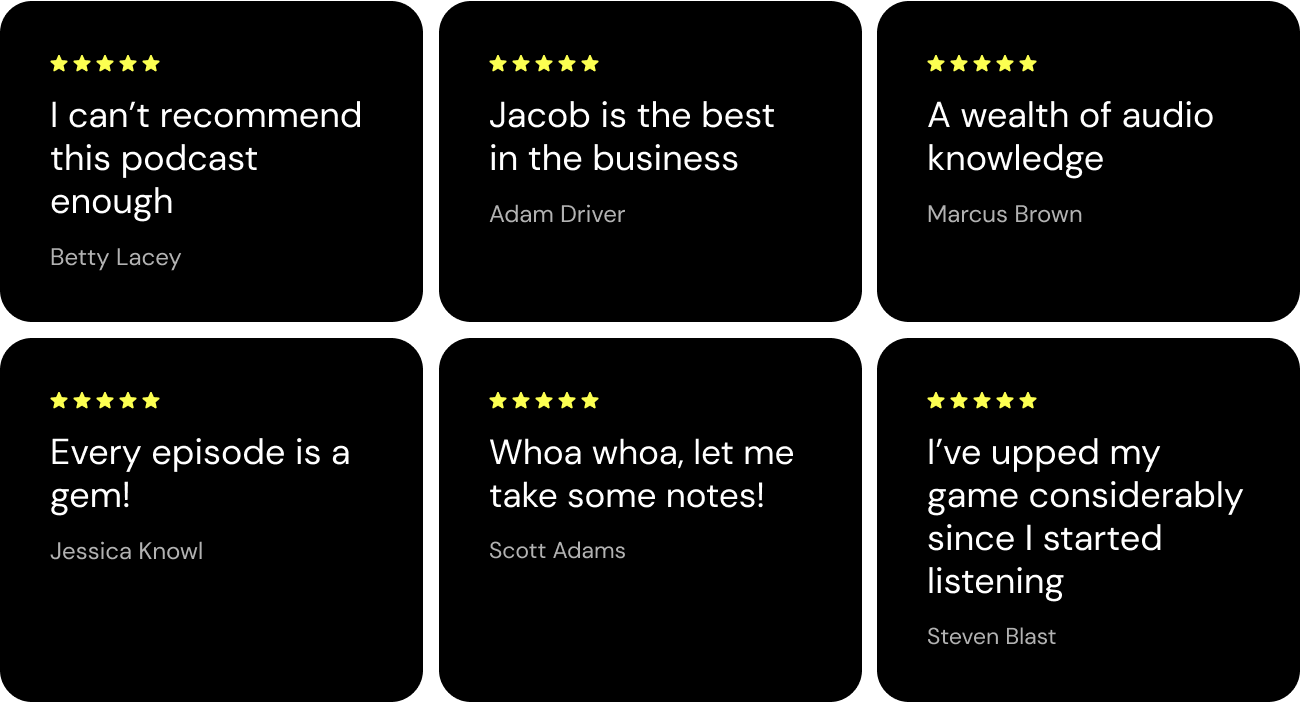 I can’t recommend
this podcast
enough
Betty Lacey
Jacob is the best
in the business
Adam Driver
A wealth of audio
knowledge
Marcus Brown
Every episode is a
gem!
Jessica Knowl
Whoa whoa, let me
take some notes!
Scott Adams
I’ve upped my
game considerably
since I started
listening
Steven Blast